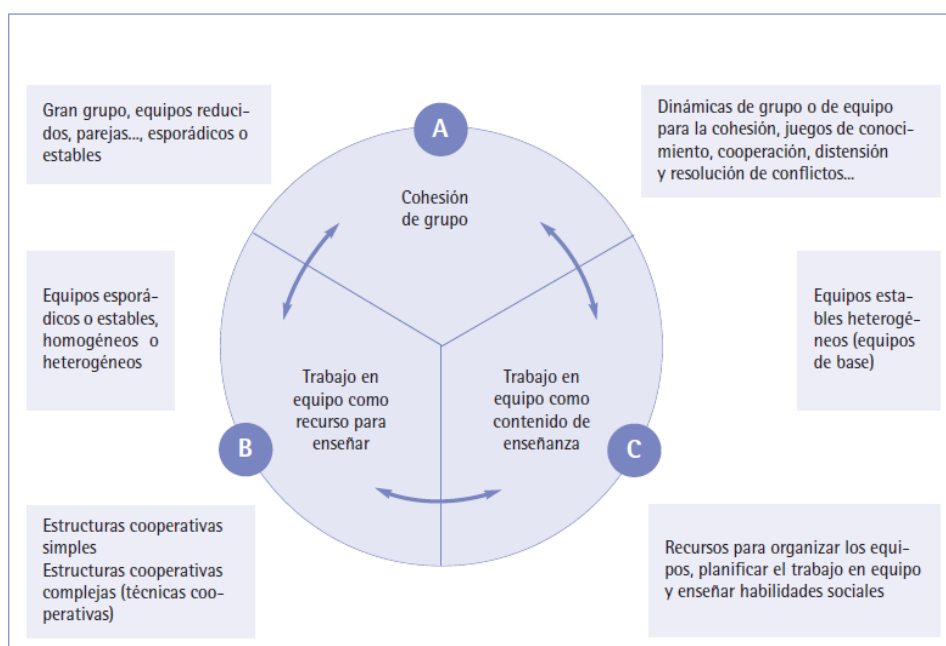 Gran grupo, equipos reduci-
dos, parejas..., esporádicos o
estables
A
Dinámicas de grupo o de equipo
para la cohesión, juegos de conoci-
miento, cooperación, distensión
y resolución de conflictos...
Cohesión
de grupo
Equipos esporá-
dicos o estables,
homogéneos o
heterogéneos
Equipos esta-
bles heterogé-
neos (equipos
de base)
Trabajo en
equipo como
recurso para
enseñar
Trabajo en
equipo como
contenido de
enseñanza
B
C
Estructuras cooperativas
simples
Estructuras cooperativas
complejas (técnicas coo-
perativas)
Recursos para organizar los equi-
pos, planificar el trabajo en equipo
y enseñar habilidades sociales